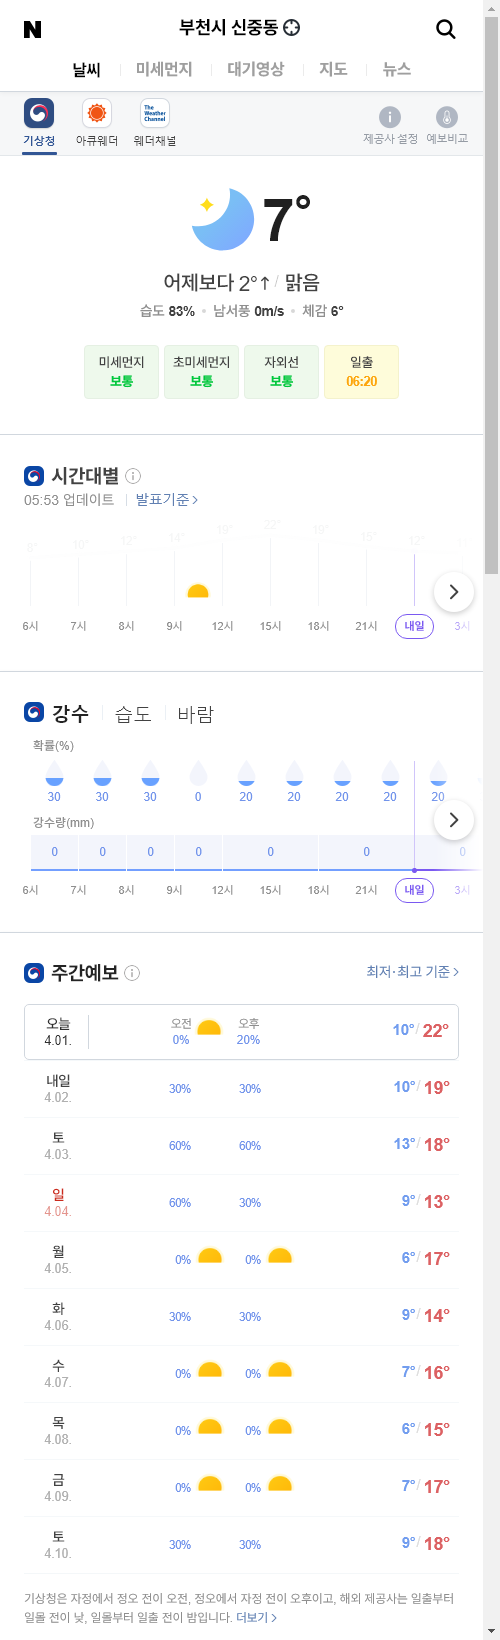 N 부천시 신중동
날씨 미세먼지 대기영상 지도 뉴스
The Weather Channel
기상청 아큐웨더 웨더채널 제공사 설정 예보비교
7°
어제보다 2°↑ / 맑음
습도 83% • 남서풍 0m/s • 체감 6°
미세먼지 초미세먼지 자외선 일출
보통 보통 보통 06:20
시간대별
05:53 업데이트 발표기준 >
8° 10° 12° 14° 19° 22° 19° 15° 12°
6시 7시 8시 9시 12시 15시 18시 21시 내일 3시
강수 습도 바람
확률(%)
30 30 30 0 20 20 20 20 20
강수량(mm)
0 0 0 0 0 0 0
6시 7시 8시 9시 12시 15시 18시 21시 내일 3시
주간예보 최저·최고 기준 >
오늘 오전 오후
4.01. 0% 20% 10° / 22°
내일
4.02. 30% 30% 10° / 19°
토
4.03. 60% 60% 13° / 18°
일
4.04. 60% 30% 9° / 13°
월
4.05. 0% 0% 6° / 17°
화
4.06. 30% 30% 9° / 14°
수
4.07. 0% 0% 7° / 16°
목
4.08. 0% 0% 6° / 15°
금
4.09. 0% 0% 7° / 17°
토
4.10. 30% 30% 9° / 18°
기상청은 자정에서 정오 전이 오전, 정오에서 자정 전이 오후이고, 해외 제공사는 일출부터
일몰 전이 낮, 일몰부터 일출 전이 밤입니다. 더보기 >